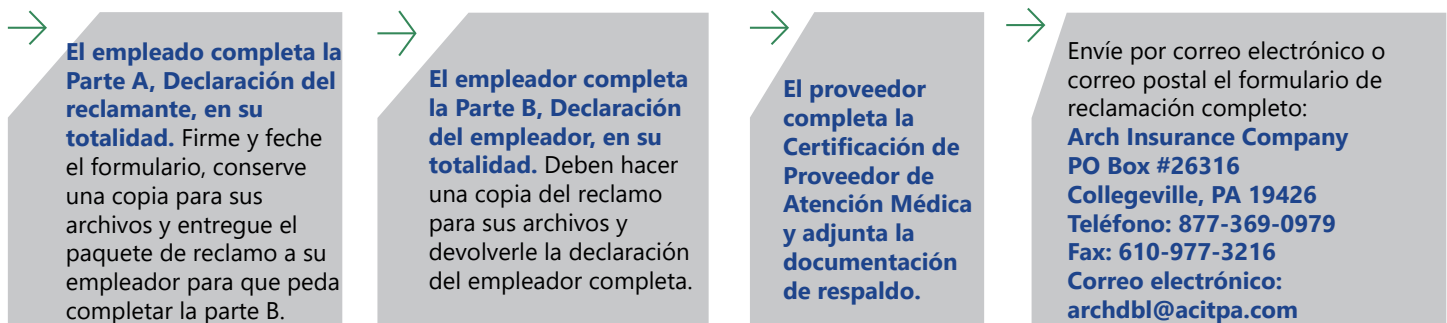 El empleado completa la
Parte A, Declaración del
reclamante, en su
totalidad. Firme y feche
el formulario, conserve
una copia para sus
archivos y entregue el
paquete de reclamo a su
empleador para que peda
completar la parte B.
El empleador completa
la Parte B, Declaración
del empleador, en su
totalidad. Deben hacer
una copia del reclamo
para sus archivos y
devolverle la declaración
del empleador completa.
El proveedor
completa la
Certificación de
Proveedor de
Atención Médica
y adjunta la
documentación
de respaldo.
Envíe por correo electrónico o
correo postal el formulario de
reclamación completo:
Arch Insurance Company
PO Box #26316
Collegeville, PA 19426
Teléfono: 877-369-0979
Fax: 610-977-3216
Correo electrónico:
archdbl@acitpa.com